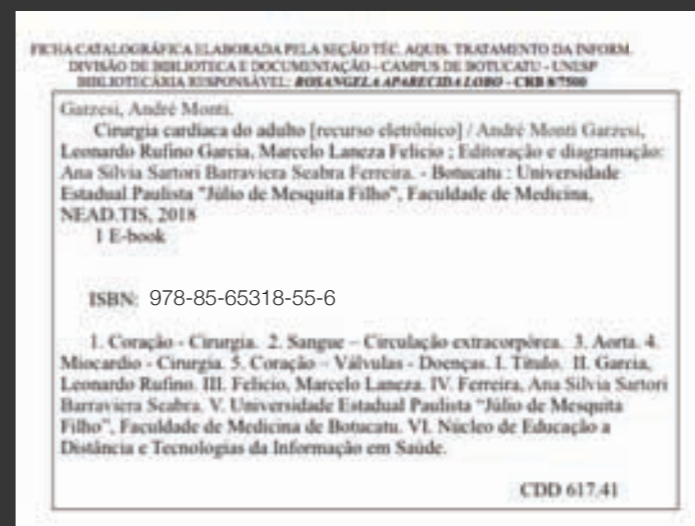 FICHA CATALOGRÁFICA ELABORADA PELA SEÇÃO TÉC. AQUIS. TRATAMENTO DA INFORM.
DIVISÃO DE BIBLIOTECA E DOCUMENTAÇÃO - CAMPUS DE BOTUCATU - UNESP
BIBLIOTECÁRIA RESPONSÁVEL: ROSANGELA APARECIDA LOBO - CRB 8/7500
Garzesi, André Monti.
Cirurgia cardíaca do adulto [recurso eletrônico] / André Monti Garzesi,
Leonardo Rufino Garcia, Marcelo Laneza Felicio ; Editoração e diagramação:
Ana Silvia Sartori Barraviera Seabra Ferreira. - Botucatu : Universidade
Estadual Paulista "Júlio de Mesquita Filho", Faculdade de Medicina,
NEAD.TIS, 2018
1 E-book
ISBN: 978-85-65318-55-6
1. Coração - Cirurgia. 2. Sangue – Circulação extracorpórea. 3. Aorta. 4.
Miocardio - Cirurgia. 5. Coração – Válvulas - Doenças. I. Título. II. Garcia,
Leonardo Rufino. III. Felicio, Marcelo Laneza. IV. Ferreira, Ana Silvia Sartori
Barraviera Seabra. V. Universidade Estadual Paulista “Júlio de Mesquita
Filho”, Faculdade de Medicina de Botucatu. VI. Núcleo de Educação a
Distância e Tecnologias da Informação em Saúde.
CDD 617.41